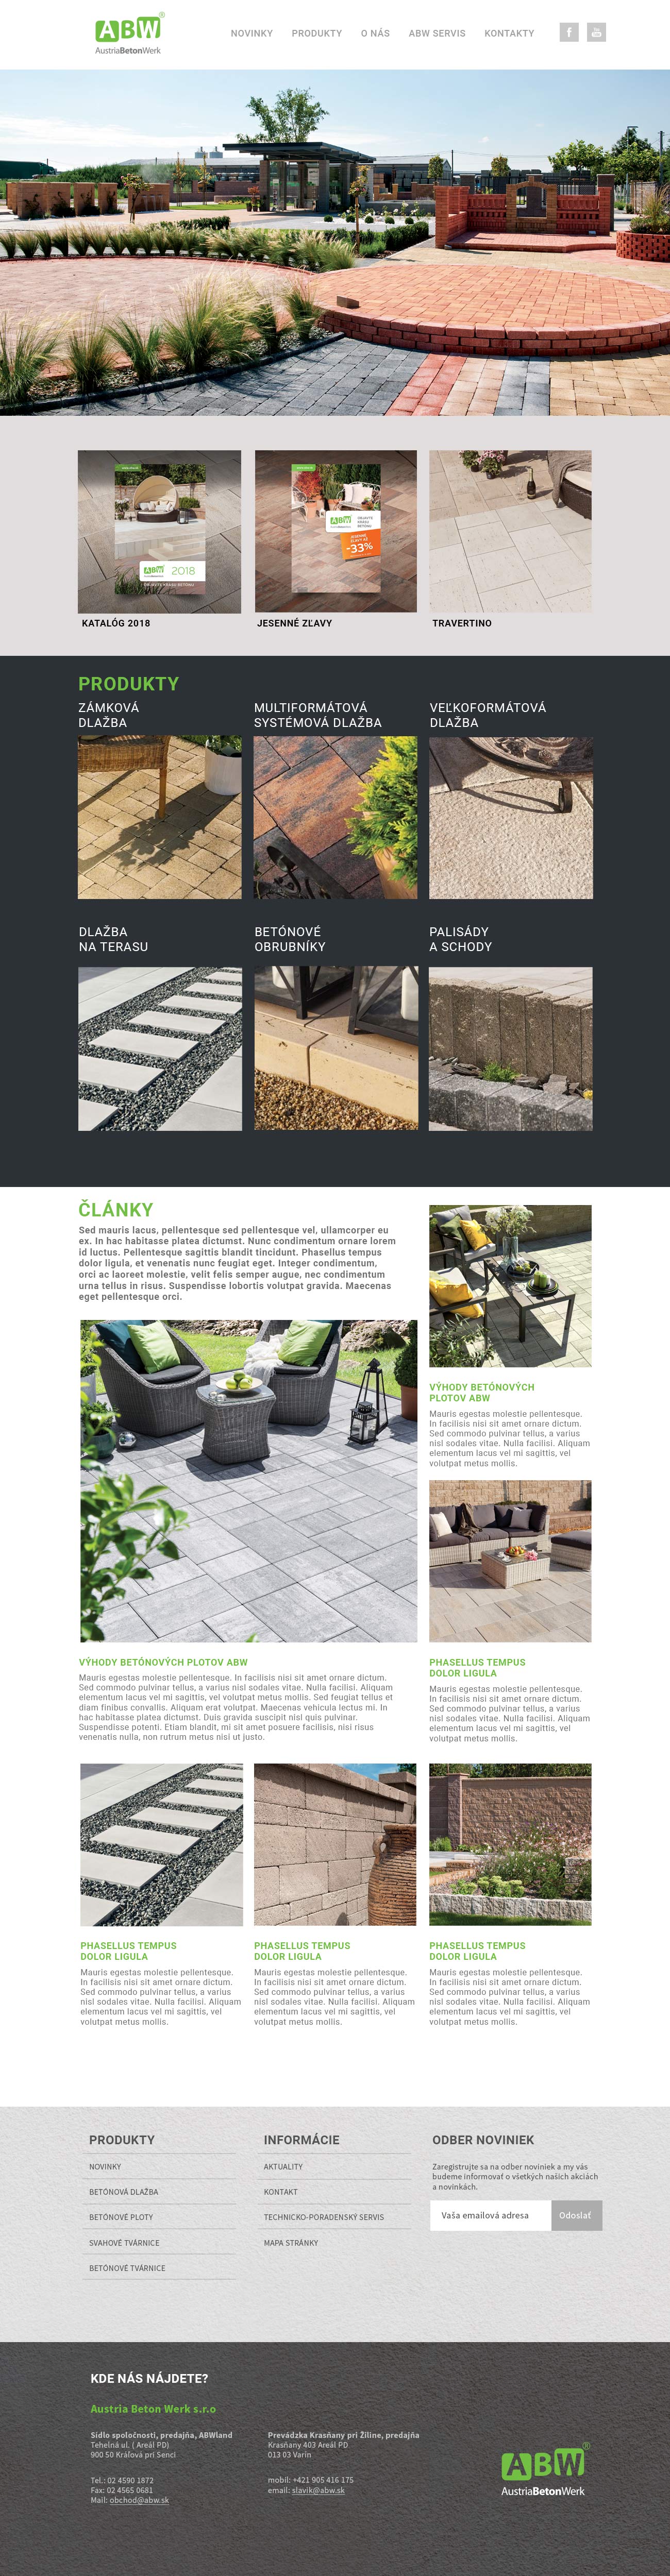 ABW®
AustriaBetonWerk
NOVINKY PRODUKTY O NÁS ABW SERVIS KONTAKTY
f You
ABW 2018
ABW
JESENNÉ
ZĽAVY AŽ
-33%
KATALÓG 2018
JESENNÉ ZĽAVY
TRAVERTINO
PRODUKTY
ZÁMKOVÁ
DLAŽBA
MULTIFORMÁTOVÁ
SYSTÉMOVÁ DLAŽBA
VEĽKOFORMÁTOVÁ
DLAŽBA
DLAŽBA
NA TERASU
BETÓNOVÉ
OBRUBNÍKY
PALISÁDY
A SCHODY
ČLÁNKY
Sed mauris lacus, pellentesque sed pellentesque vel, ullamcorper eu
ex. In hac habitasse platea dictumst. Nunc condimentum ornare lorem
id luctus. Pellentesque sagittis blandit tincidunt. Phasellus tempus
dolor ligula, et venenatis nunc feugiat eget. Integer condimentum,
orci ac laoreet molestie, velit felis semper augue, nec condimentum
urna tellus in risus. Suspendisse lobortis volutpat gravida. Maecenas
eget pellentesque orci.
VÝHODY BETÓNOVÝCH
PLOTOV ABW
Mauris egestas molestie pellentesque.
In facilisis nisi sit amet ornare dictum.
Sed commodo pulvinar tellus, a varius
nisl sodales vitae. Nulla facilisi. Aliquam
elementum lacus vel mi sagittis, vel
volutpat metus mollis.
VÝHODY BETÓNOVÝCH PLOTOV ABW
Mauris egestas molestie pellentesque. In facilisis nisi sit amet ornare dictum.
Sed commodo pulvinar tellus, a varius nisl sodales vitae. Nulla facilisi. Aliquam
elementum lacus vel mi sagittis, vel volutpat metus mollis. Sed feugiat tellus et
diam finibus convallis. Aliquam erat volutpat. Maecenas vehicula lectus mi. In
hac habitasse platea dictumst. Duis gravida suscipit nisl quis pulvinar.
Suspendisse potenti. Etiam blandit, mi sit amet posuere facilisis, nisi risus
venenatis nulla, non rutrum metus nisi ut justo.
PHASELLUS TEMPUS
DOLOR LIGULA
Mauris egestas molestie pellentesque.
In facilisis nisi sit amet ornare dictum.
Sed commodo pulvinar tellus, a varius
nisl sodales vitae. Nulla facilisi. Aliquam
elementum lacus vel mi sagittis, vel
volutpat metus mollis.
PHASELLUS TEMPUS
DOLOR LIGULA
Mauris egestas molestie pellentesque.
In facilisis nisi sit amet ornare dictum.
Sed commodo pulvinar tellus, a varius
nisl sodales vitae. Nulla facilisi. Aliquam
elementum lacus vel mi sagittis, vel
volutpat metus mollis.
PHASELLUS TEMPUS
DOLOR LIGULA
Mauris egestas molestie pellentesque.
In facilisis nisi sit amet ornare dictum.
Sed commodo pulvinar tellus, a varius
nisl sodales vitae. Nulla facilisi. Aliquam
elementum lacus vel mi sagittis, vel
volutpat metus mollis.
PHASELLUS TEMPUS
DOLOR LIGULA
Mauris egestas molestie pellentesque.
In facilisis nisi sit amet ornare dictum.
Sed commodo pulvinar tellus, a varius
nisl sodales vitae. Nulla facilisi. Aliquam
elementum lacus vel mi sagittis, vel
volutpat metus mollis.
PRODUKTY
NOVINKY
BETÓNOVÁ DLAŽBA
BETÓNOVÉ PLOTY
SVAHOVÉ TVÁRNICE
BETÓNOVÉ TVÁRNICE
INFORMÁCIE
AKTUALITY
KONTAKT
TECHNICKO-PORADENSKÝ SERVIS
MAPA STRÁNKY
ODBER NOVINIEK
Zaregistrujte sa na odber noviniek a my vás
budeme informovať o všetkých našich akciách
a novinkách.
Vaša emailová adresa
Odoslať
KDE NÁS NÁJDETE?
Austria Beton Werk s.r.o
Sídlo spoločnosti, predajňa, ABWland
Tehelná ul. ( Areál PD)
900 50 Kráľová pri Senci
Tel.: 02 4590 1872
Fax: 02 4565 0681
Mail: obchod@abw.sk
Prevádzka Krasňany pri Žiline, predajňa
Krasňany 403 Areál PD
013 03 Varín
mobil: +421 905 416 175
email: slavik@abw.sk
ABW®
AustriaBetonWerk